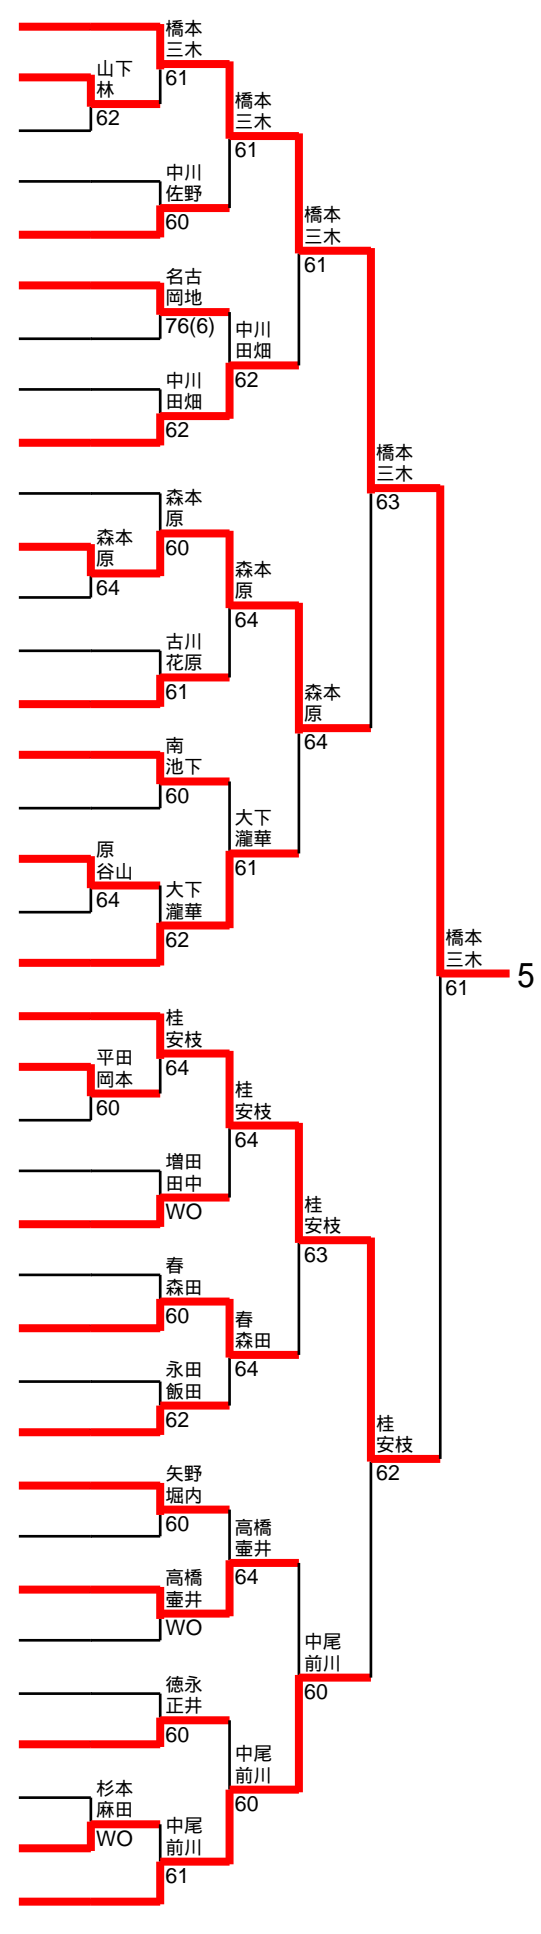 橋本
三木
61
山下
林
62
橋本
三木
61
中川
佐野
60
橋本
三木
61
名古
岡地
76(6)
中川
田畑
62
中川
田畑
62
橋本
三木
63
森本
原
60
森本
原
64
森本
原
64
古川
花原
61
森本
原
64
南
池下
60
大下
瀧華
61
原
谷山
64
大下
瀧華
62
橋本
三木
61
5
桂
安枝
64
平田
岡本
60
桂
安枝
64
増田
田中
WO
桂
安枝
63
春
森田
60
春
森田
64
永田
飯田
62
桂
安枝
62
矢野
堀内
60
高橋
壷井
64
高橋
壷井
WO
中尾
前川
60
徳永
正井
60
中尾
前川
60
杉本
麻田
WO
中尾
前川
61